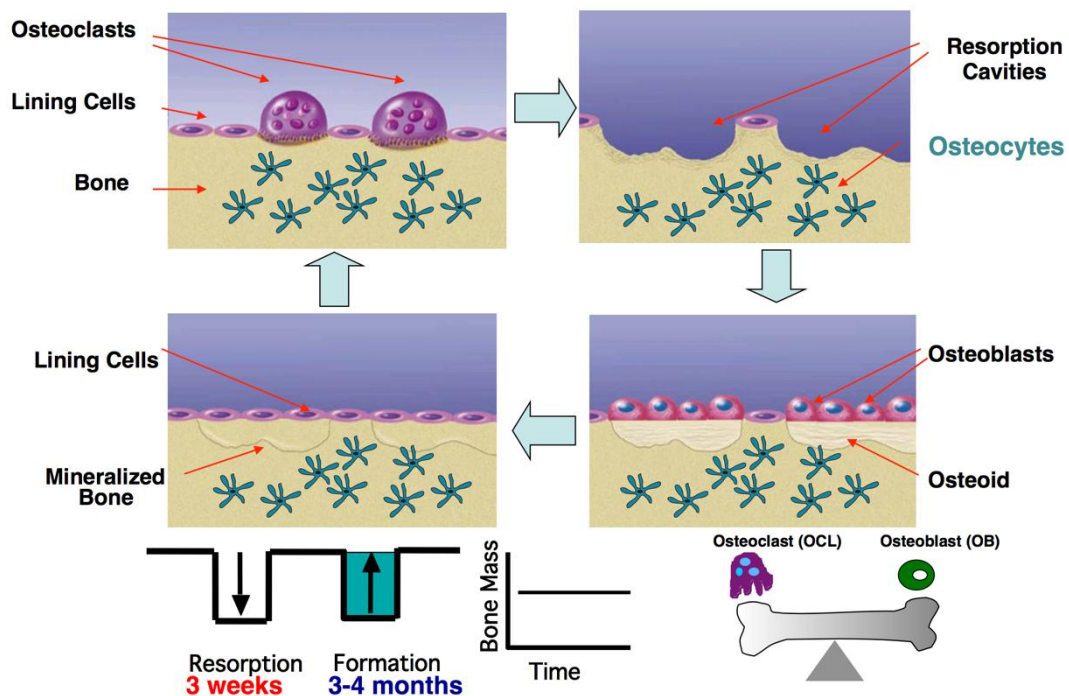 Osteoclasts
Lining Cells
Bone
Resorption
Cavities
Osteocytes
Lining Cells
Mineralized
Bone
Osteoblasts
Osteoid
Resorption
3 weeks
Formation
3-4 months
Bone Mass
Time
Osteoclast (OCL)
Osteoblast (OB)